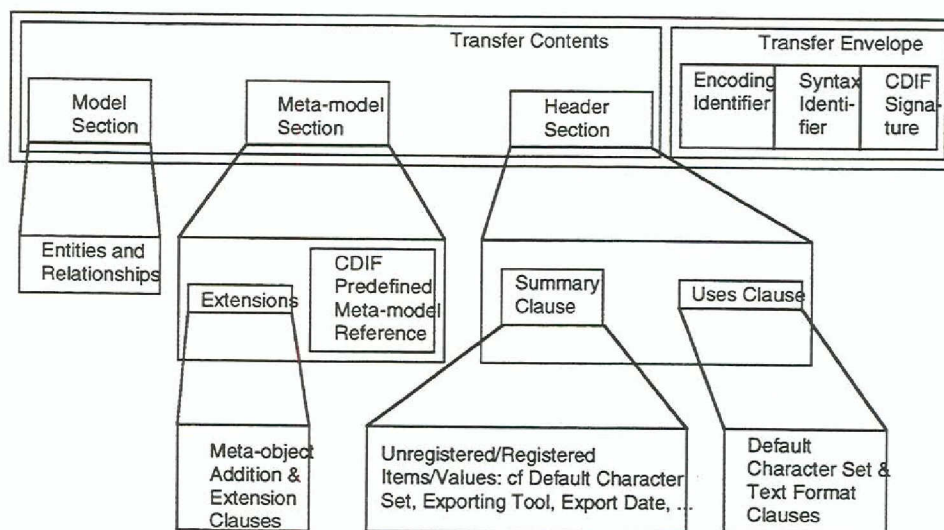 Transfer Contents
Transfer Envelope
Model
Section
Meta-model
Section
Header
Section
Encoding
Identifier
Syntax
Identi-
fier
CDIF
Signa-
ture
Entities and
Relationships
Extensions
CDIF
Predefined
Meta-model
Reference
Summary
Clause
Uses Clause
Meta-object
Addition &
Extension
Clauses
Unregistered/Registered
Items/Values: cf Default Character
Set, Exporting Tool, Export Date, ...
Default
Character Set &
Text Format
Clauses